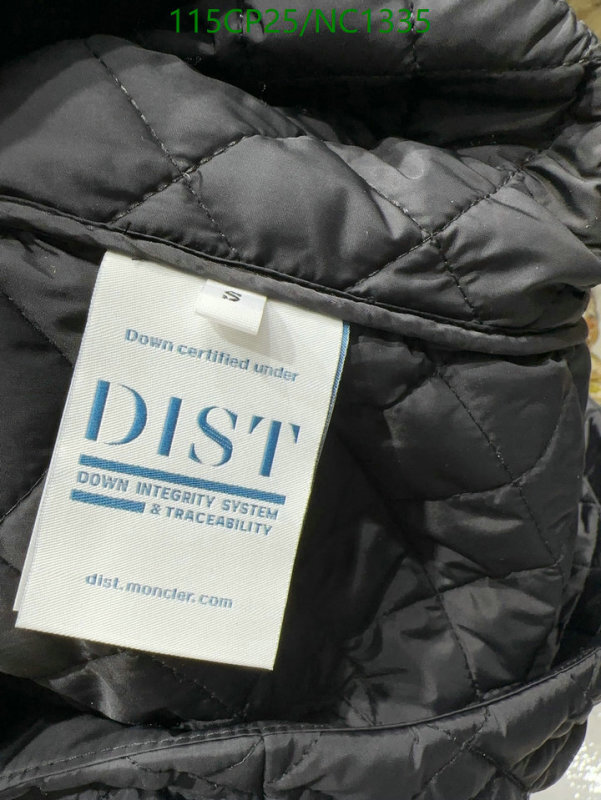 115CP25/NC1335
S
Down certified under
DIST
DOWN INTEGRITY SYSTEM
& TRACEABILITY
dist.moncler.com